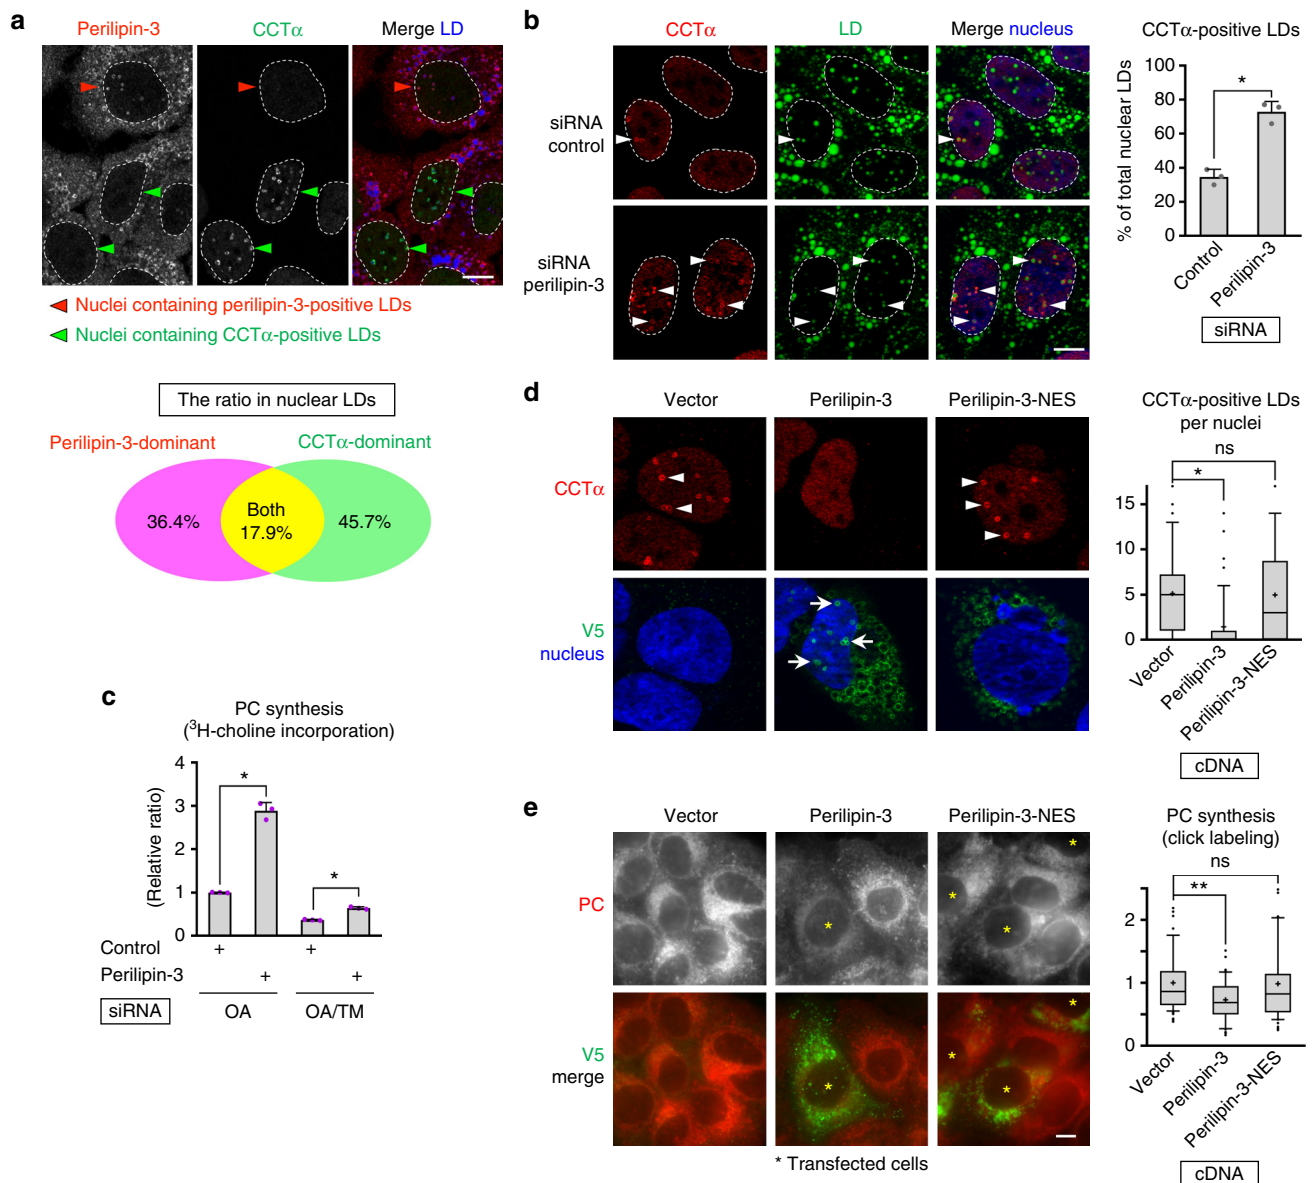 a
Perilipin-3
CCTα
Merge LD
Nuclei containing perilipin-3-positive LDs
Nuclei containing CCTα-positive LDs
The ratio in nuclear LDs
Perilipin-3-dominant
CCTα-dominant
36.4%
Both
17.9%
45.7%
b
CCTα
LD
Merge nucleus
siRNA
control
siRNA
perilipin-3
CCTα-positive LDs
*
% of total nuclear LDs
100
80
60
40
20
0
Control
Perilipin-3
siRNA
c
PC synthesis
(³H-choline incorporation)
(Relative ratio)
4
3
2
1
0
*
*
Control + +
Perilipin-3 + +
siRNA OA OA/TM
d
Vector
Perilipin-3
Perilipin-3-NES
CCTα
V5
nucleus
CCTα-positive LDs
per nuclei
ns
*
15
10
5
0
Vector
Perilipin-3
Perilipin-3-NES
cDNA
e
Vector
Perilipin-3
Perilipin-3-NES
PC
*
*
*
*
V5
merge
*
*
*
*
* Transfected cells
PC synthesis
(click labeling)
ns
**
2
1
0
Vector
Perilipin-3
Perilipin-3-NES
cDNA